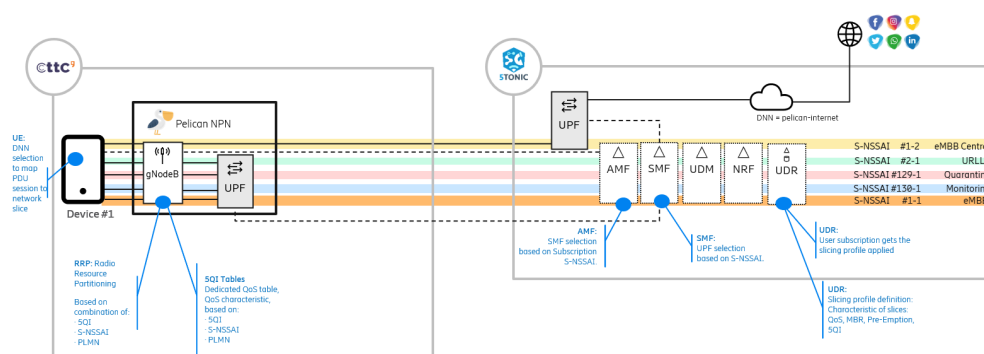 cttc
5TONIC
Pelican NPN
UPF
DNN = pelican-internet
UE:
DNN
selection
to map
PDU
session to
network
slice
gNodeB
UPF
AMF
SMF
UDM
NRF
UDR
S-NSSAI #1-2 eMBB Centre
S-NSSAI #2-1 URLL
S-NSSAI #129-1 Quarantin
S-NSSAI #130-1 Monitorin
S-NSSAI #1-1 eMBB
Device #1
AMF:
SMF selection
based on Subscription
S-NSSAI.
SMF:
UPF selection
based on S-NSSAI.
UDR:
User subscription gets the
slicing profile applied
RRP: Radio
Resource
Partitioning
Based on
combination of:
· 5QI
· S-NSSAI
· PLMN
5QI Tables
Dedicated QoS table,
QoS characteristic,
based on:
· 5QI
· S-NSSAI
· PLMN
UDR:
Slicing profile definition:
Characteristic of slices:
QoS, MBR, Pre-Emption,
5QI